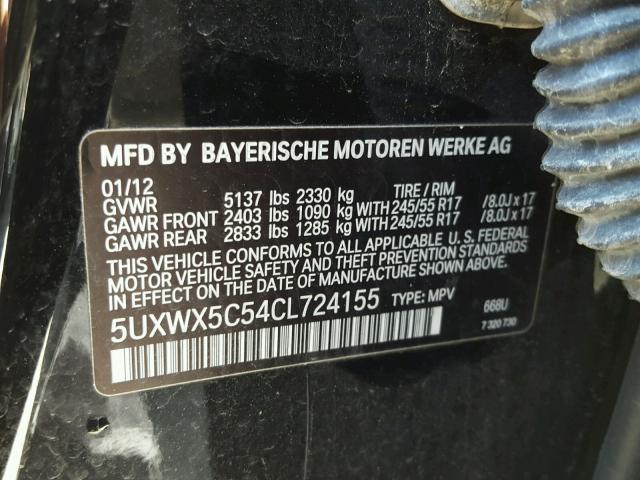 MFD BY BAYERISCHE MOTOREN WERKE AG
01/12 TIRE / RIM
GVWR 5137 lbs 2330 kg
GAWR FRONT 2403 lbs 1090 kg WITH 245/55 R17 /8.0J x 17
GAWR REAR 2833 lbs 1285 kg WITH 245/55 R17 /8.0J x 17
THIS VEHICLE CONFORMS TO ALL APPLICABLE U. S. FEDERAL
MOTOR VEHICLE SAFETY AND THEFT PREVENTION STANDARDS
IN EFFECT ON THE DATE OF MANUFACTURE SHOWN ABOVE.
5UXWX5C54CL724155 TYPE: MPV 668U
7 320 730